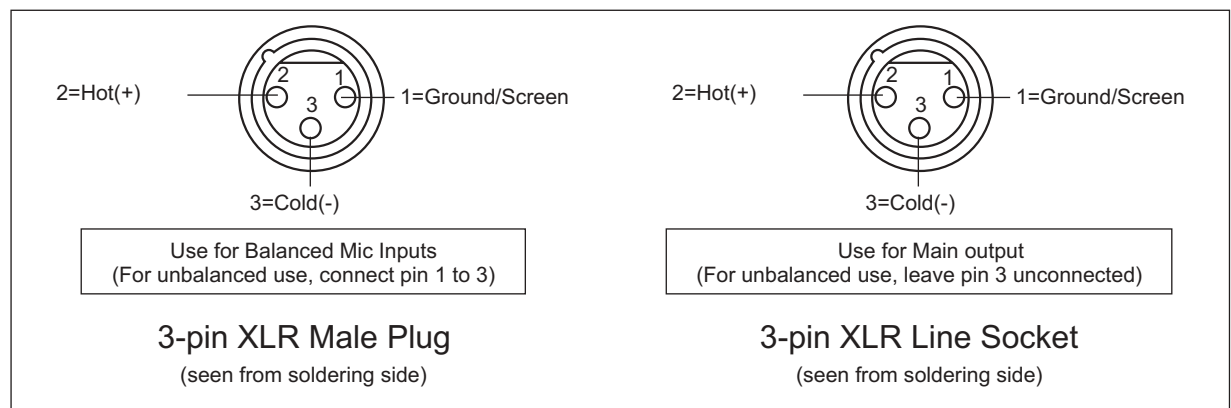 2
1
3
2=Hot(+)
1=Ground/Screen
3=Cold(-)
Use for Balanced Mic Inputs
(For unbalanced use, connect pin 1 to 3)
3-pin XLR Male Plug
(seen from soldering side)
2
1
3
2=Hot(+)
1=Ground/Screen
3=Cold(-)
Use for Main output
(For unbalanced use, leave pin 3 unconnected)
3-pin XLR Line Socket
(seen from soldering side)